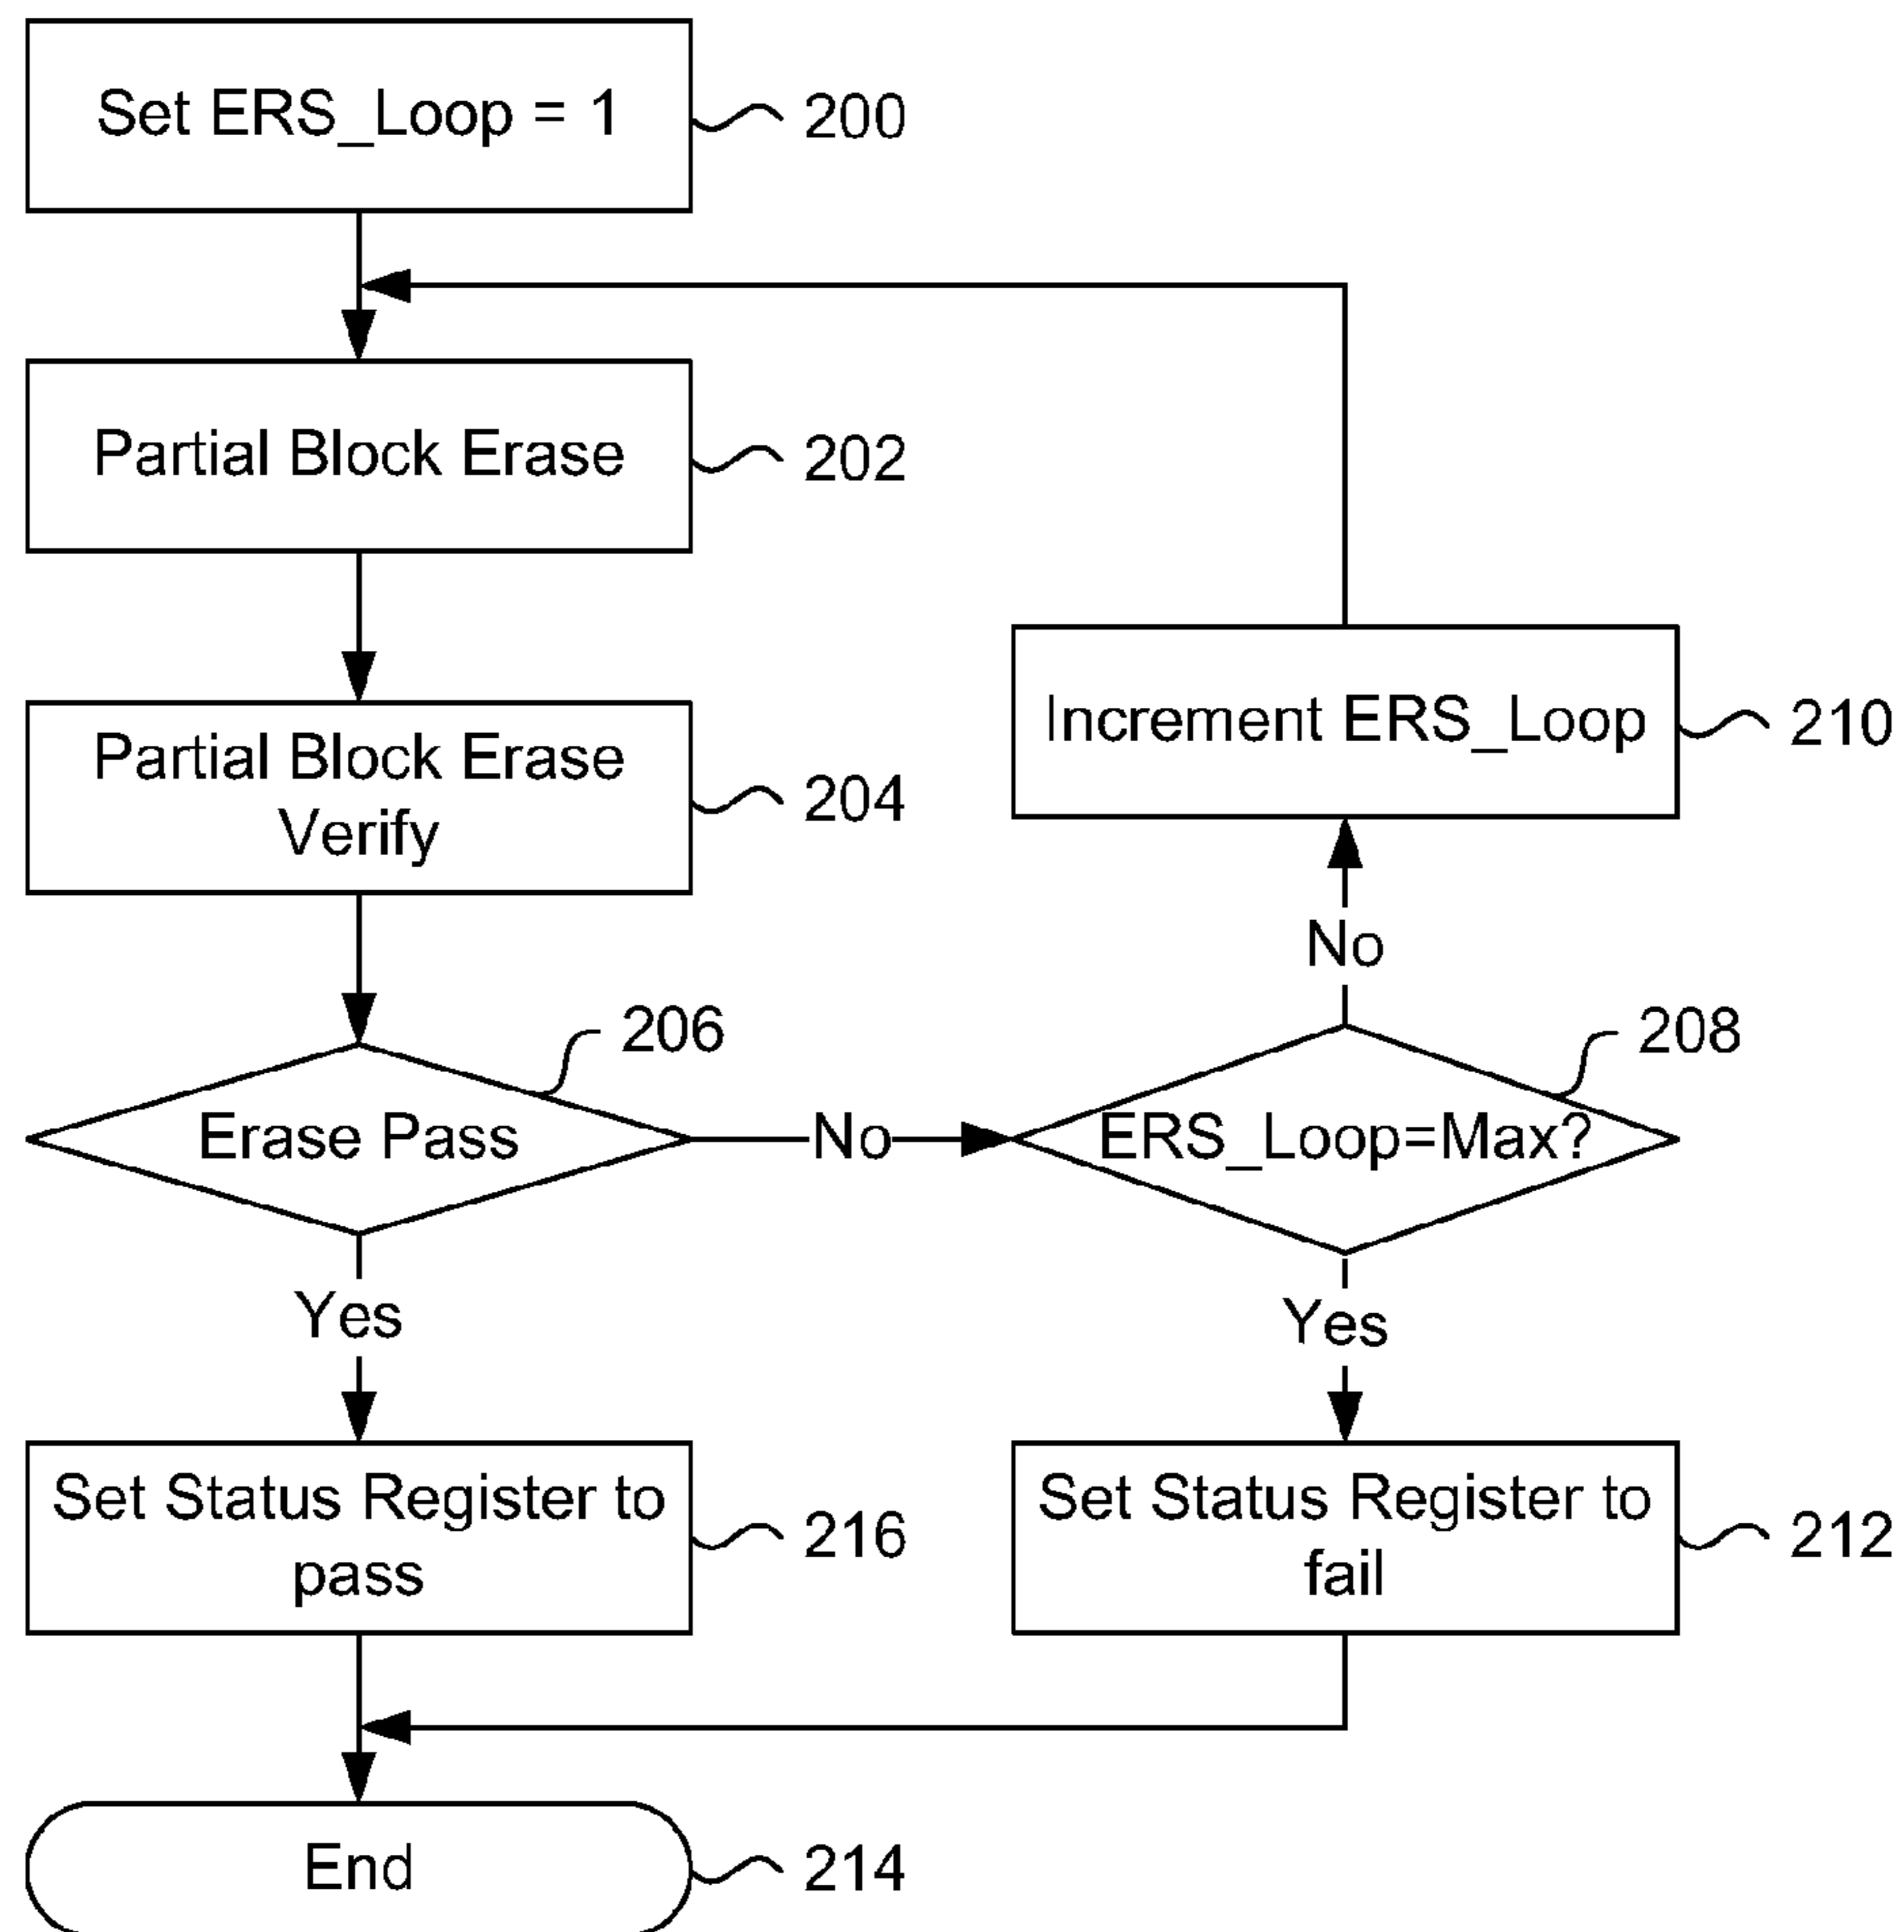 Set ERS_Loop = 1
200
Partial Block Erase
202
Partial Block Erase
Verify
204
Increment ERS_Loop
210
No
206
208
Erase Pass
No
ERS_Loop=Max?
Yes
Yes
Set Status Register to
pass
216
Set Status Register to
fail
212
End
214